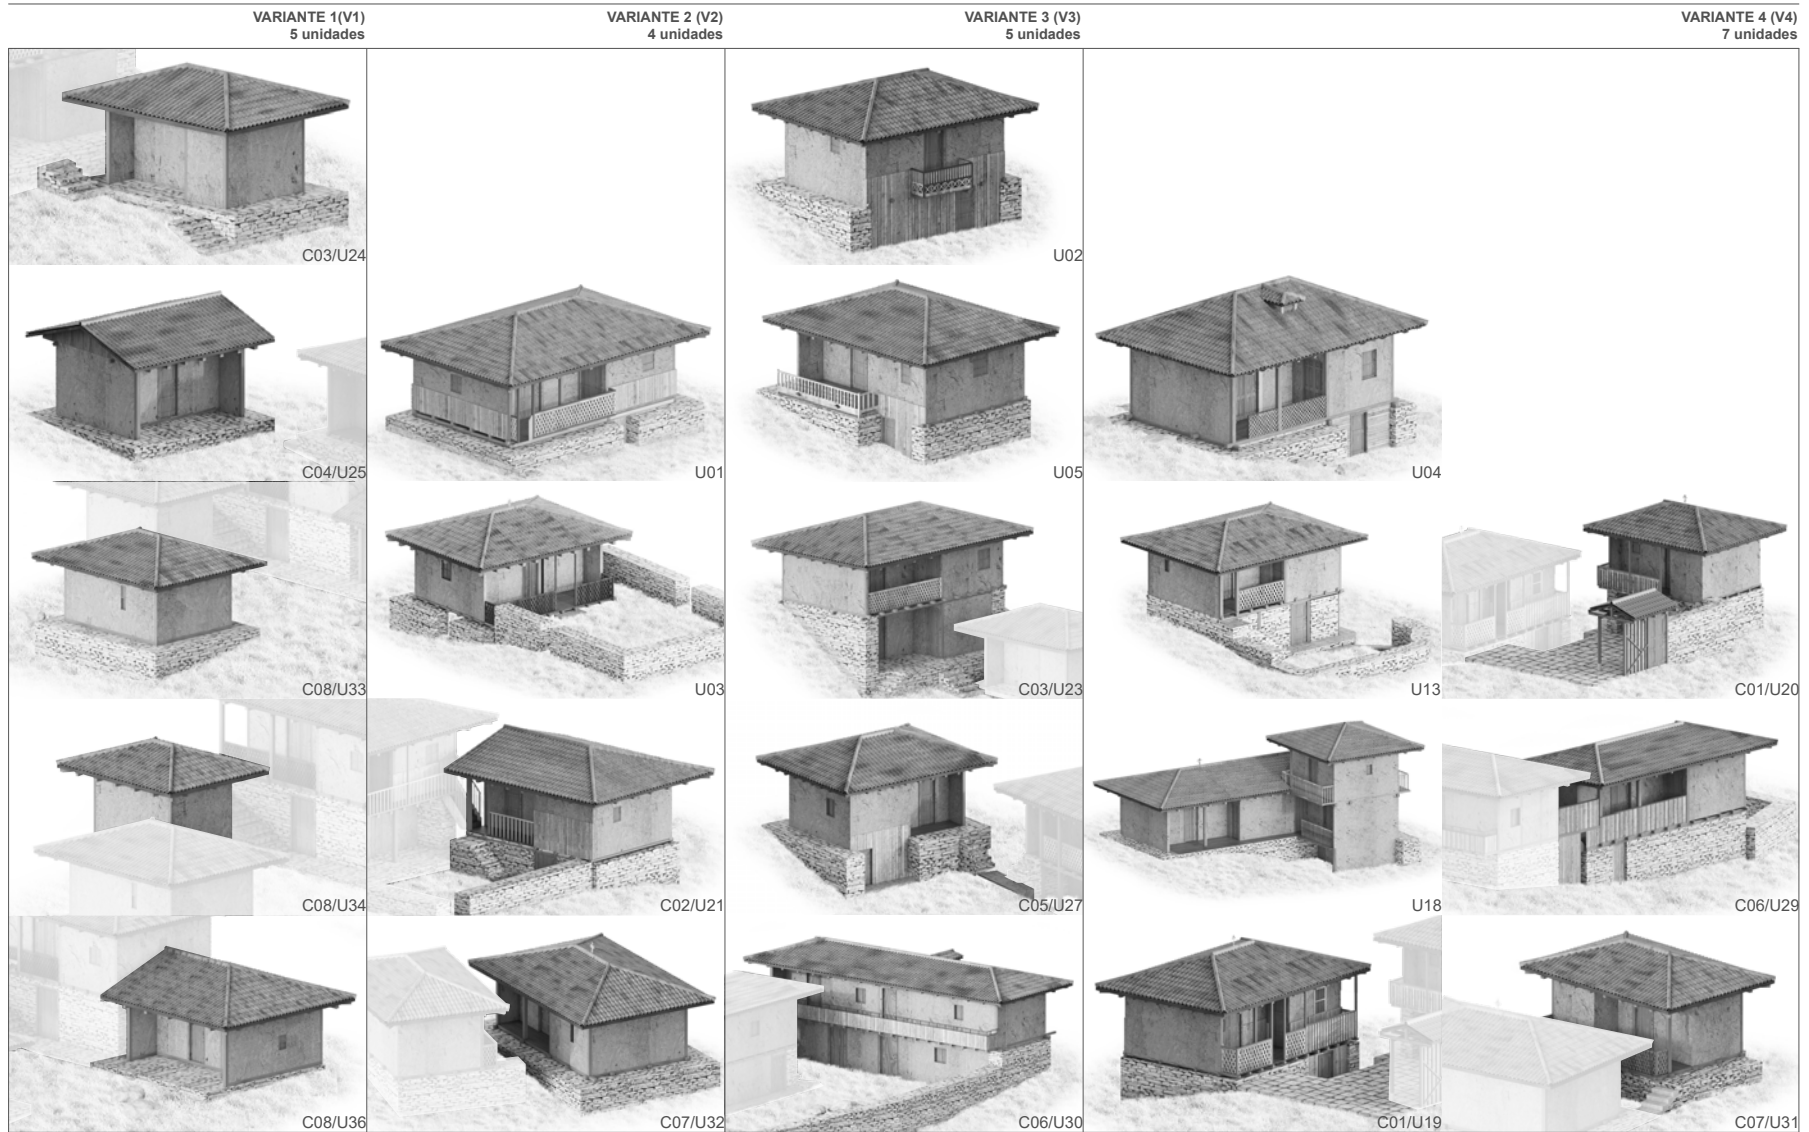 VARIANTE 1(V1)
5 unidades
VARIANTE 2 (V2)
4 unidades
VARIANTE 3 (V3)
5 unidades
VARIANTE 4 (V4)
7 unidades
C03/U24
U02
C04/U25
U01
U05
U04
C08/U33
U03
C03/U23
U13
C01/U20
C08/U34
C02/U21
C05/U27
U18
C06/U29
C08/U36
C07/U32
C06/U30
C01/U19
C07/U31